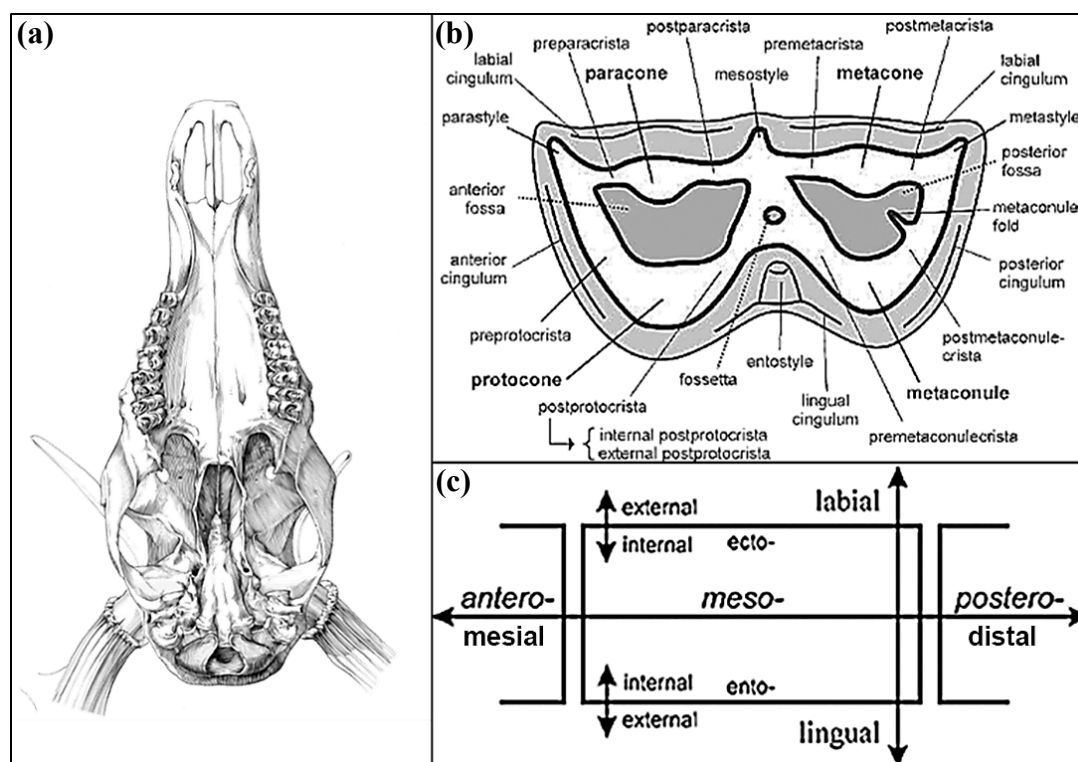 (a)
(b)
postparacrista
postmetacrista
preparacrista
premetacrista
labial
cingulum
paracone
mesostyle
metacone
labial
cingulum
parastyle
metastyle
anterior
fossa
posterior
fossa
metaconule
fold
anterior
cingulum
posterior
cingulum
preprotocrista
postmetaconule-
crista
protocone
fossetta
entostyle
metaconule
postprotocrista
lingual
cingulum
internal postprotocrista
external postprotocrista
premetaconulecrista
(c)
external
labial
internal
ecto-
antero-
meso-
postero-
mesial
distal
internal
ento-
external
lingual